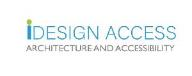 iDESIGN ACCESS
ARCHITECTURE AND ACCESSIBILITY